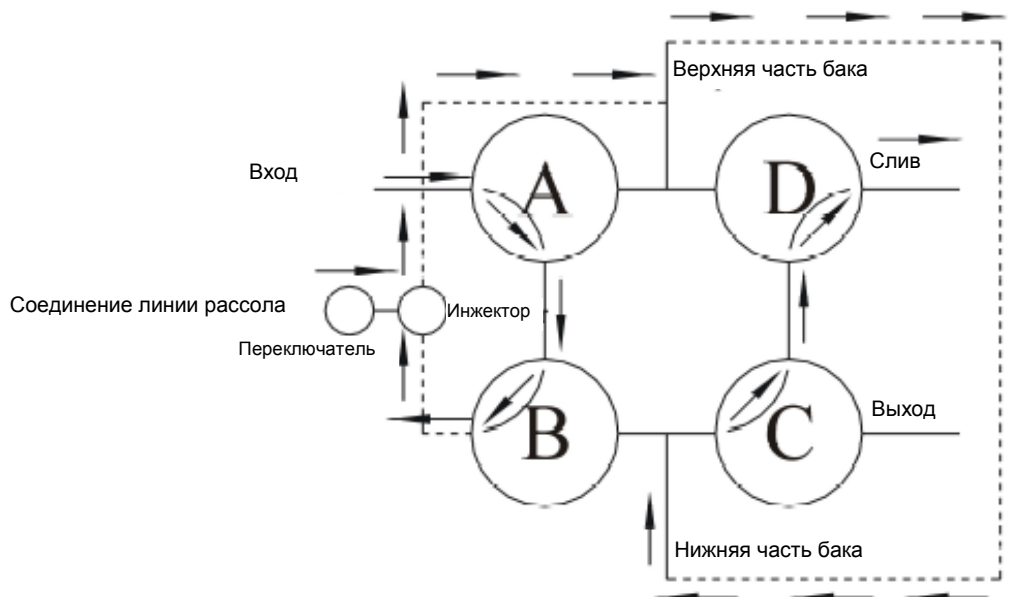 Верхняя часть бака
Вход
A
D
Слив
Соединение линии рассола
Инжектор
Переключатель
B
C
Выход
Нижняя часть бака